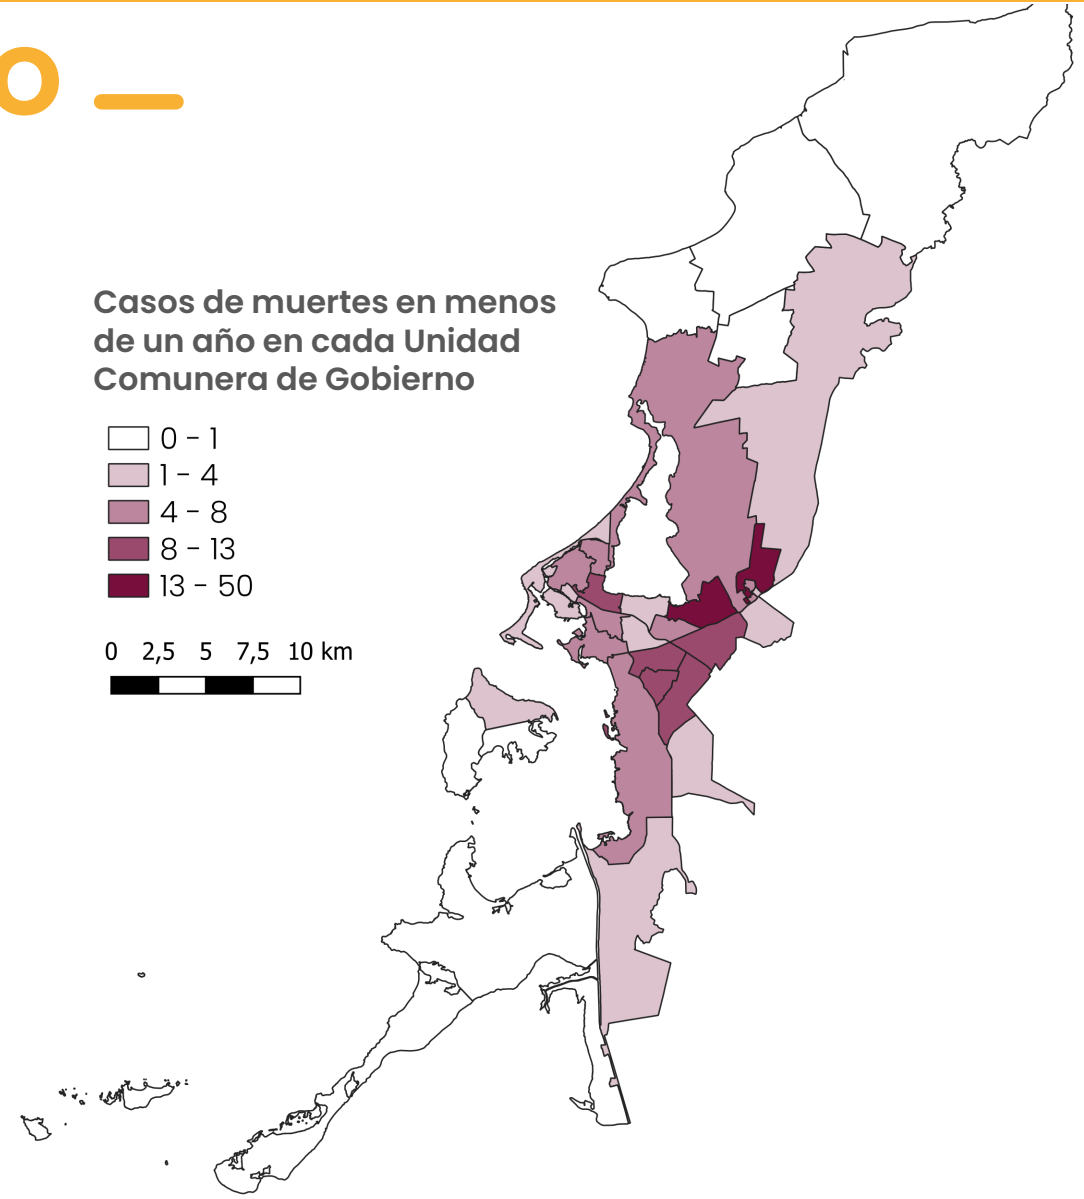 o
Casos de muertes en menos
de un año en cada Unidad
Comunera de Gobierno
0 - 1
1 - 4
4 - 8
8 - 13
13 - 50
0 2,5 5 7,5 10 km